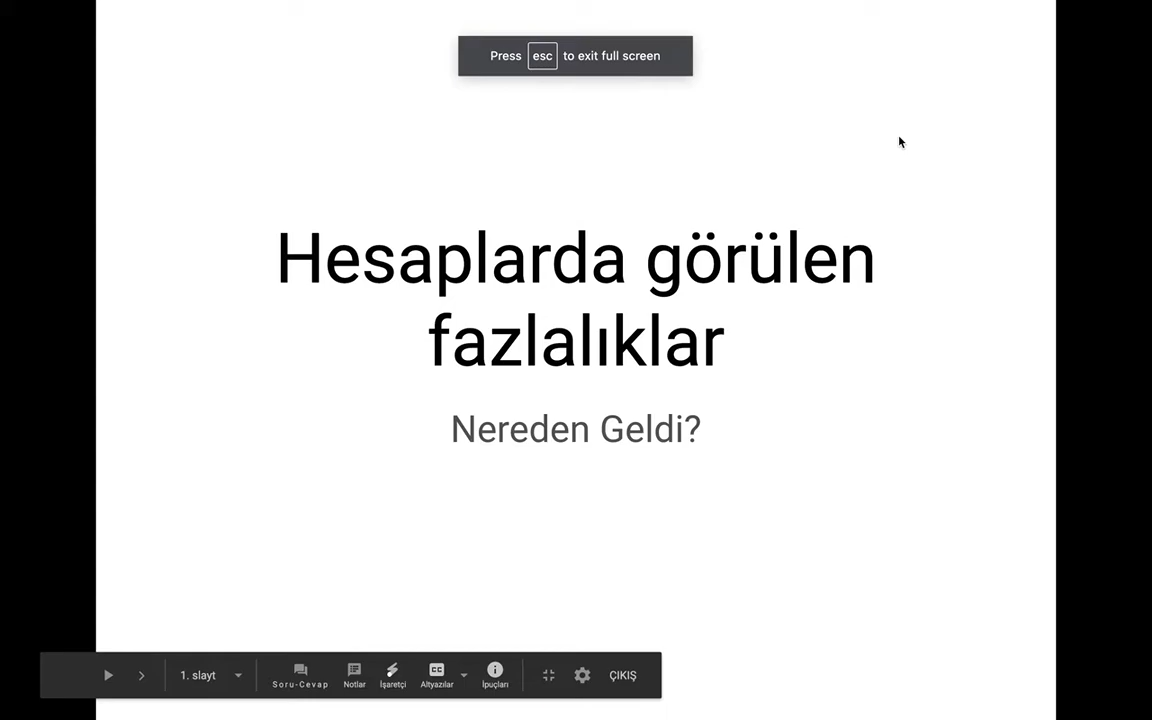 Press esc to exit full screen
Hesaplarda görülen
fazlalıklar
Nereden Geldi?
1. slayt
Soru-Cevap
Notlar
İşaretçi
CC
Altyazılar
İpuçları
ÇIKIŞ